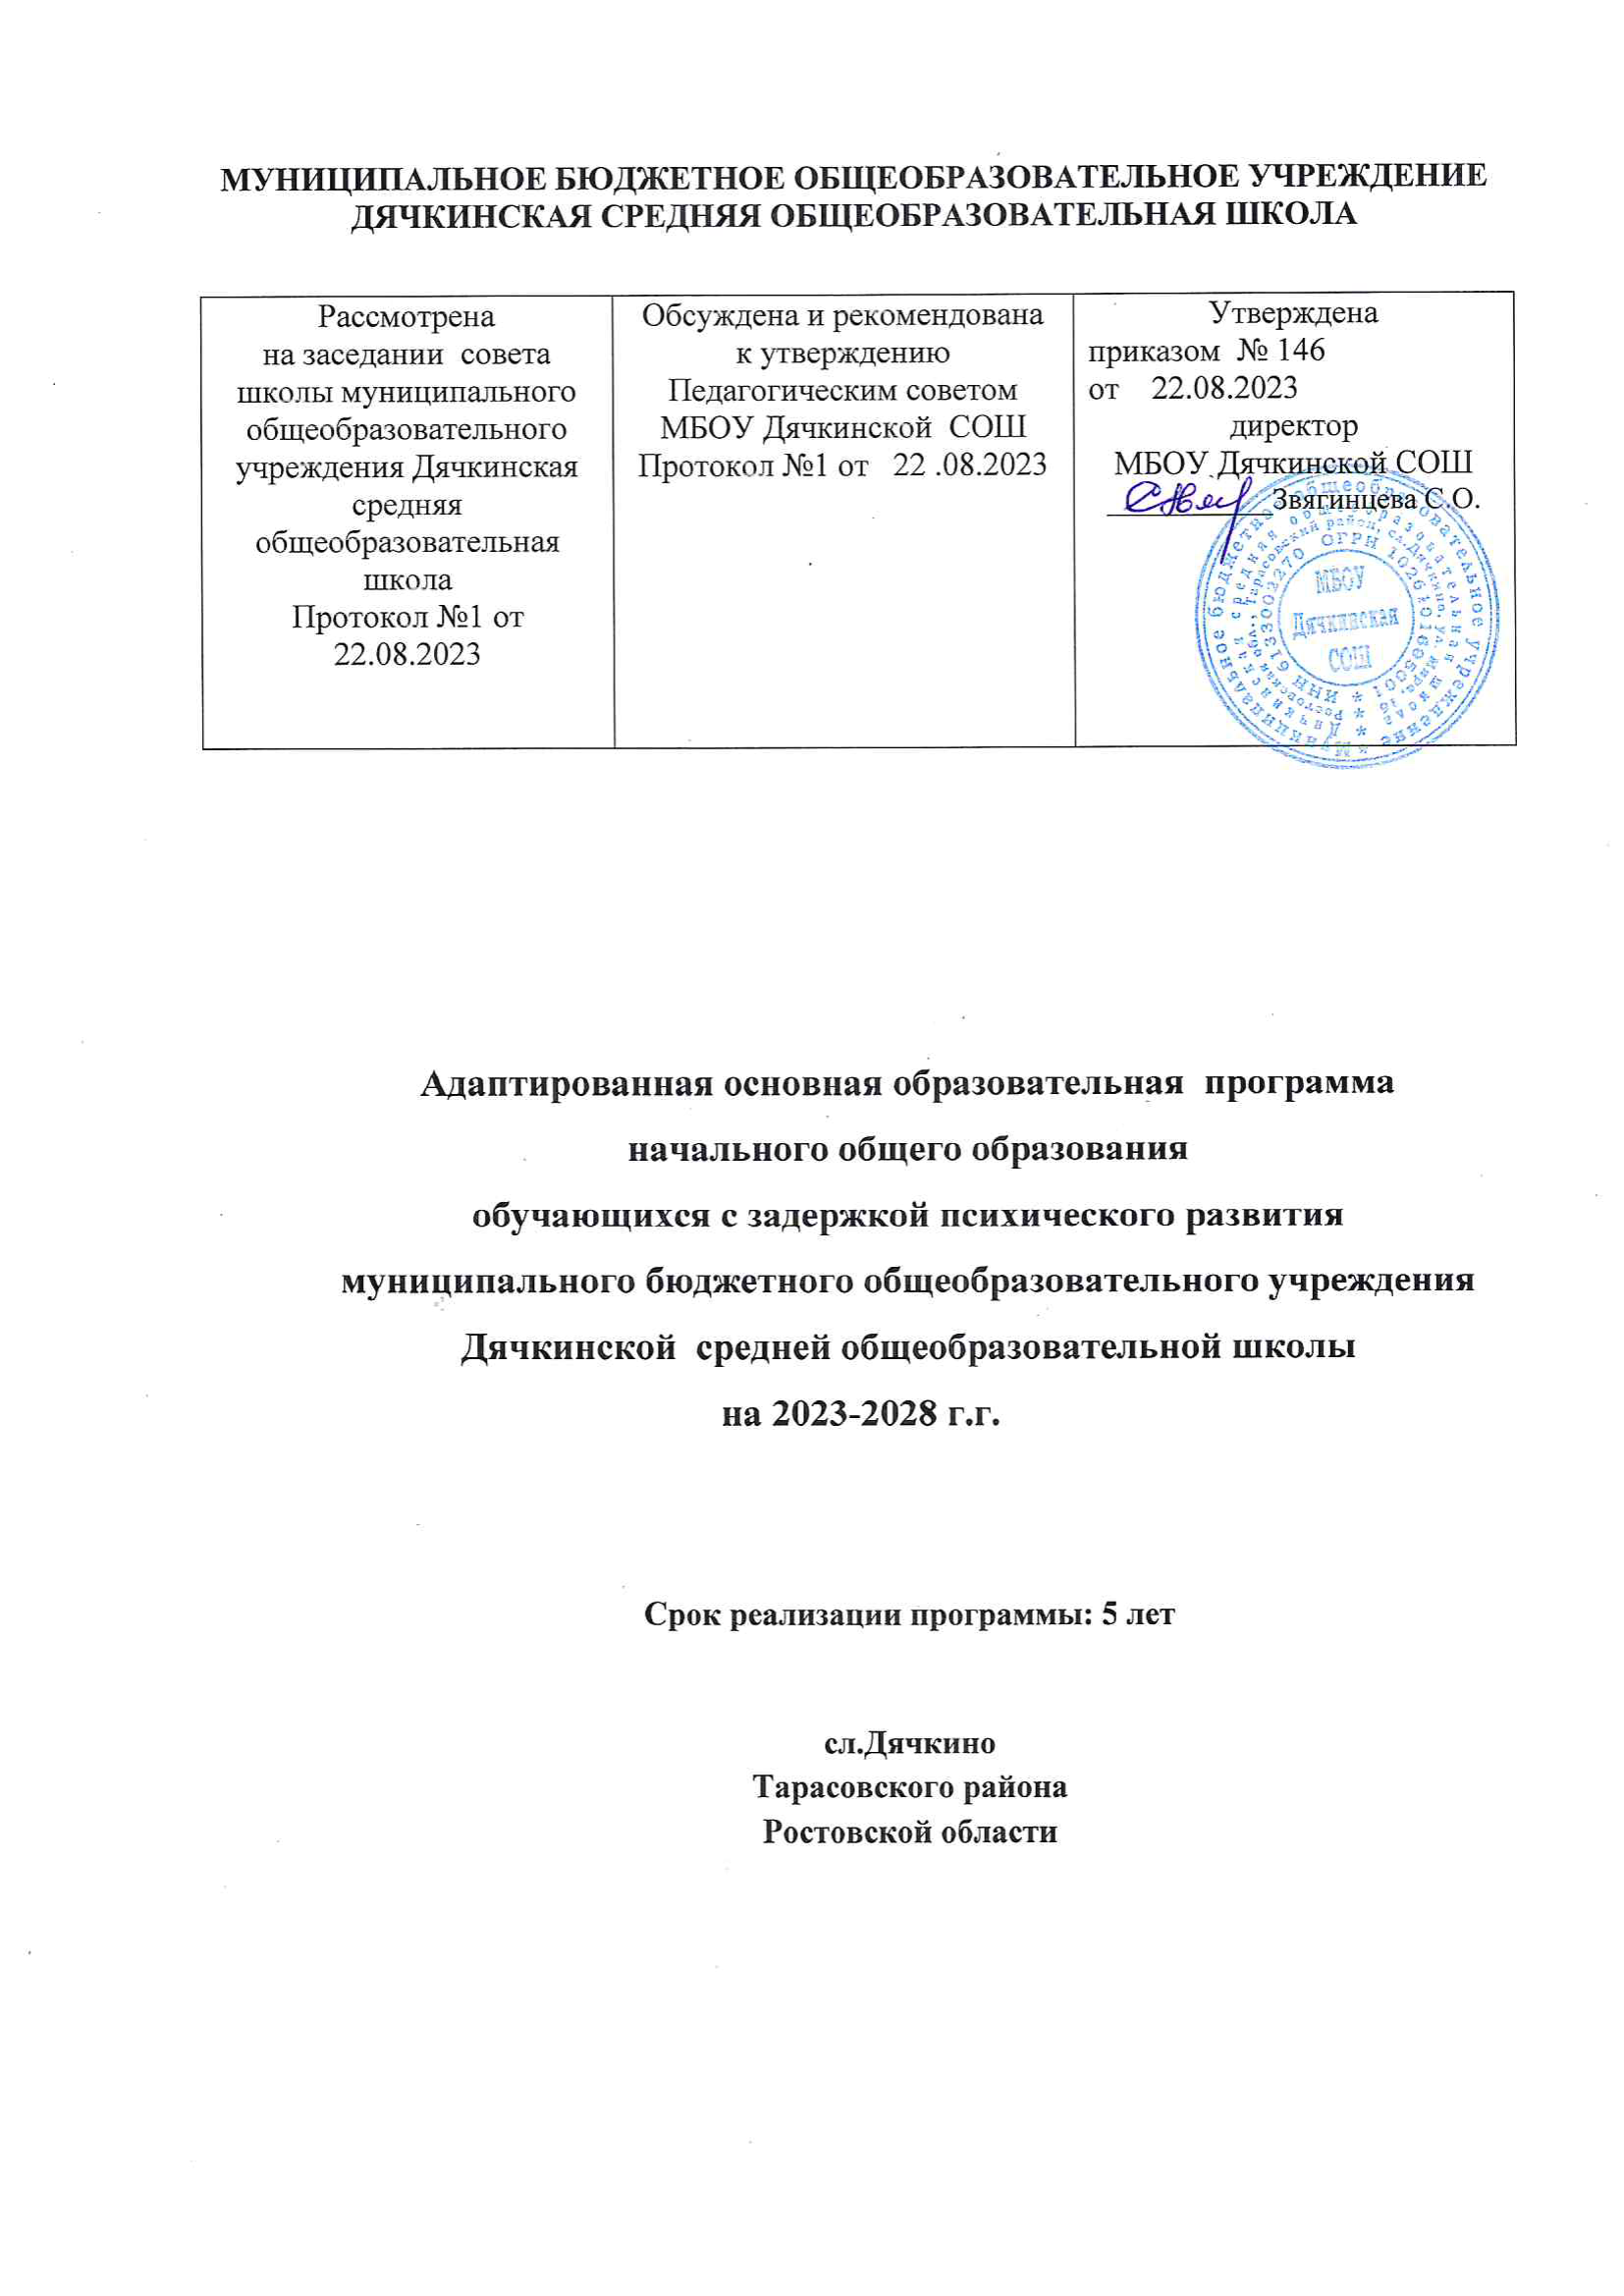 МУНИЦИПАЛЬНОЕ БЮДЖЕТНОЕ ОБЩЕОБРАЗОВАТЕЛЬНОЕ УЧРЕЖДЕНИЕ
ДЯЧКИНСКАЯ СРЕДНЯЯ ОБЩЕОБРАЗОВАТЕЛЬНАЯ ШКОЛА
Рассмотрена
на заседании совета
школы муниципального
общеобразовательного
учреждения Дячкинская
средняя
общеобразовательная
школа
Протокол №1 от
22.08.2023
Обсуждена и рекомендована
к утверждению
Педагогическим советом
МБОУ Дячкинской СОШ
Протокол №1 от 22 .08.2023
Утверждена
приказом № 146
от 22.08.2023
директор
МБОУ Дячкинской СОШ
Звягинцева С.О.
МБОУ
Дячкинская
СОШ
Адаптированная основная образовательная программа
начального общего образования
обучающихся с задержкой психического развития
муниципального бюджетного общеобразовательного учреждения
Дячкинской средней общеобразовательной школы
на 2023-2028 г.г.
Срок реализации программы: 5 лет
сл.Дячкино
Тарасовского района
Ростовской области